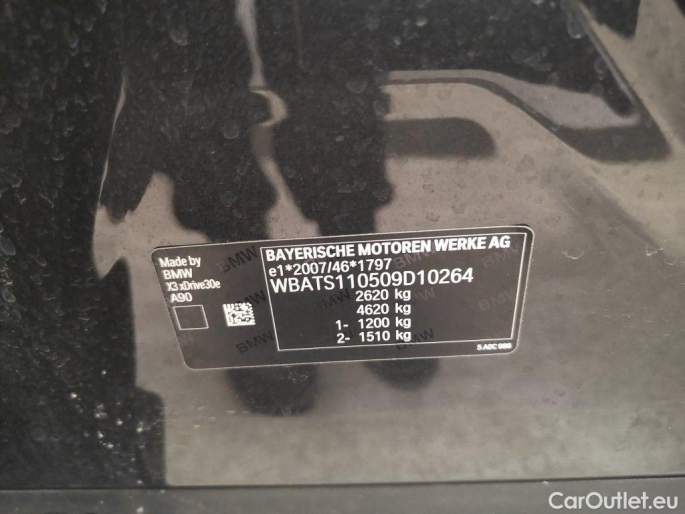 Made by
BMW
X3 xDrive30e
A90
BAYERISCHE MOTOREN WERKE AG
e1*2007/46*1797
WBATS110509D10264
2620 kg
4620 kg
1- 1200 kg
2- 1510 kg
CarOutlet.eu